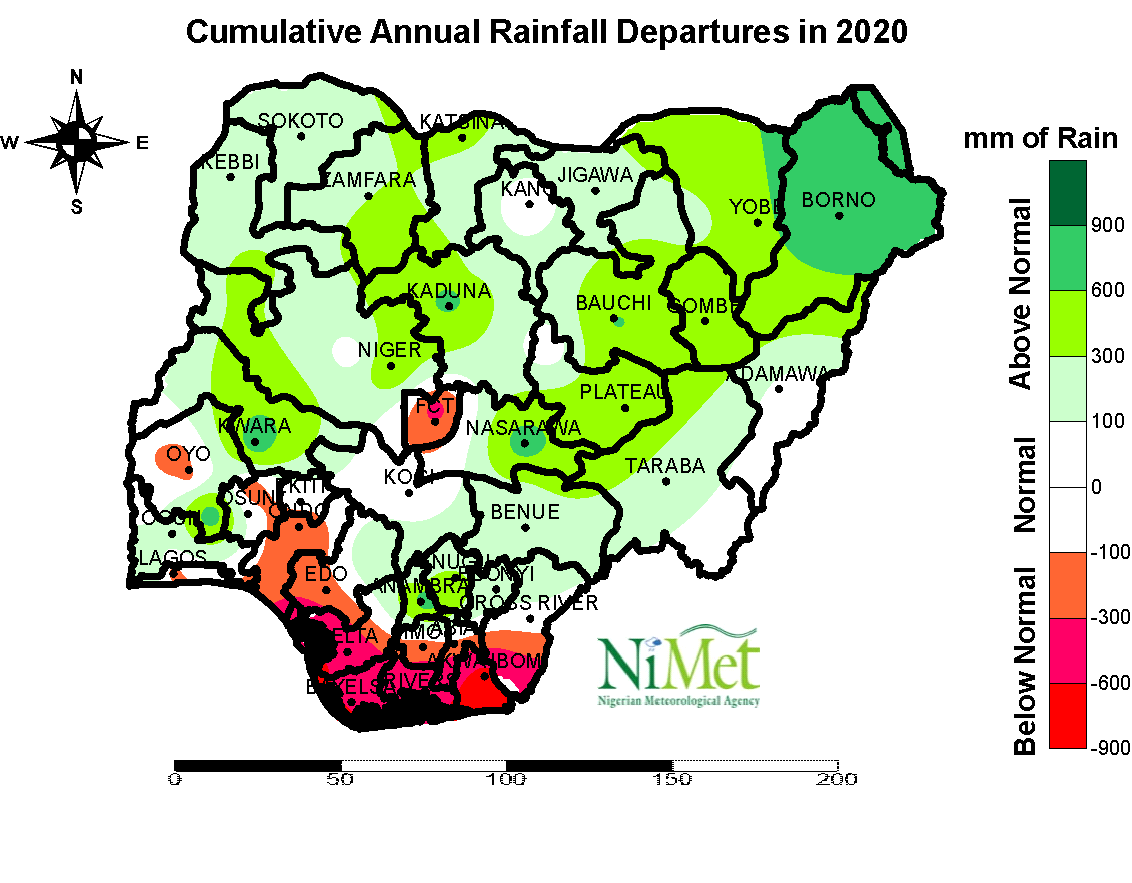 Cumulative Annual Rainfall Departures in 2020
N
W
E
S
mm of Rain
900
600
300
100
0
-100
-300
-600
-900
Above Normal
Normal
Below Normal
SOKOTO
KATSINA
KEBBI
ZAMFARA
KANO
JIGAWA
YOBE
BORNO
KADUNA
BAUCHI
GOMBE
NIGER
ADAMAWA
PLATEAU
FCT
KWARA
NASARAWA
OYO
KOGI
TARABA
EKITI
OSUN
ONDO
OGUN
BENUE
LAGOS
ENUGU
EBONYI
EDO
ANAMBRA
CROSS RIVER
DELTA
IMO
ABIA
AKWA IBOM
RIVERS
BAYELSA
NiMet
Nigerian Meteorological Agency
0
50
100
150
200